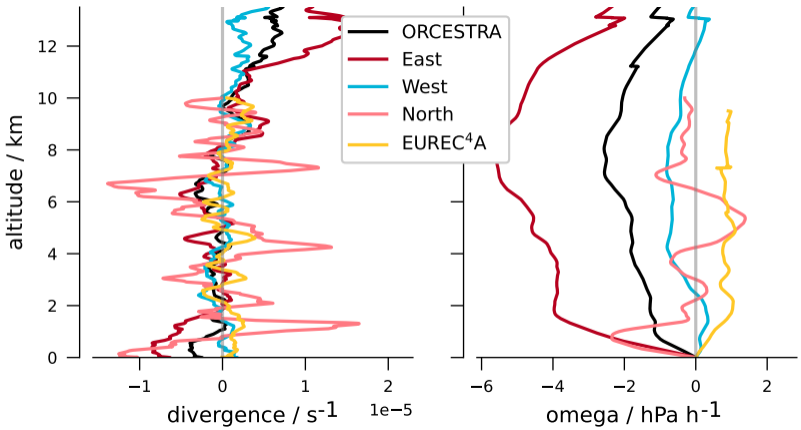 ORCESTRA
East
West
North
EUREC⁴A
altitude / km
12
10
8
6
4
2
0
−1 0 1 2
divergence / s⁻¹ 1e−5
−6 −4 −2 0 2
omega / hPa h⁻¹